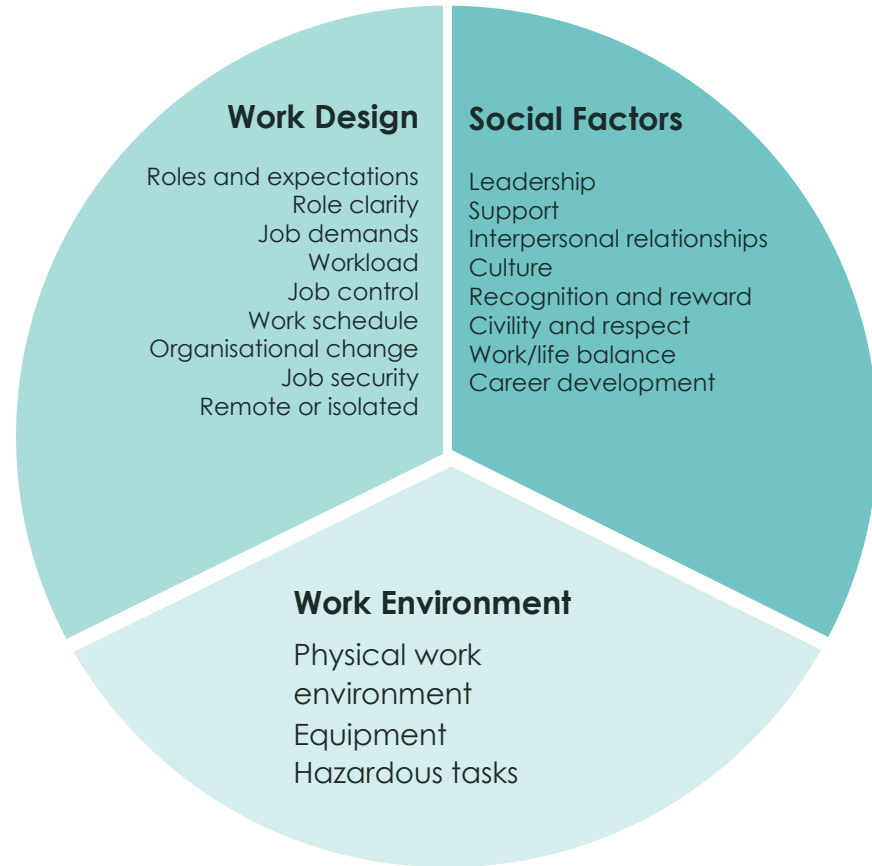 Work Design
Roles and expectations
Role clarity
Job demands
Workload
Job control
Work schedule
Organisational change
Job security
Remote or isolated
Social Factors
Leadership
Support
Interpersonal relationships
Culture
Recognition and reward
Civility and respect
Work/life balance
Career development
Work Environment
Physical work
environment
Equipment
Hazardous tasks